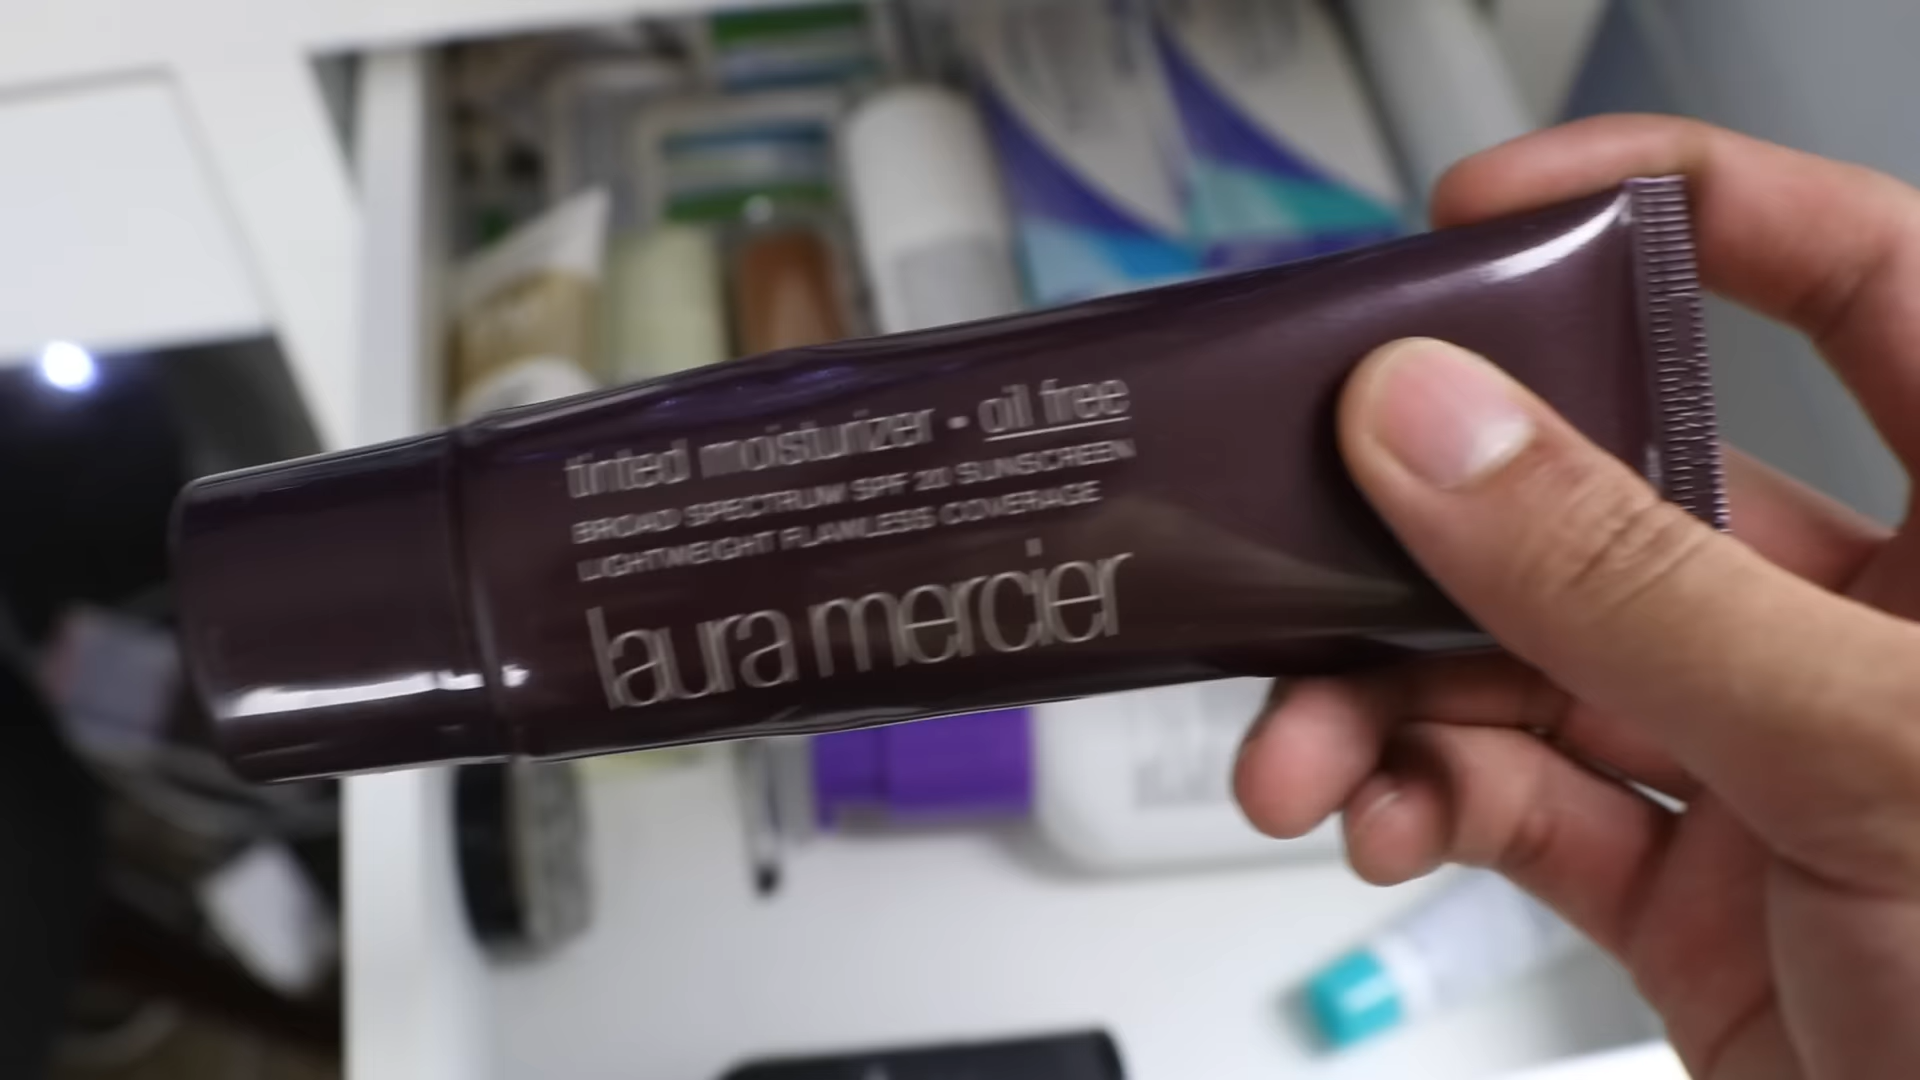 tinted moisturizer - oil free
BROAD SPECTRUM SPF 20 SUNSCREEN
LIGHTWEIGHT FLAWLESS COVERAGE
laura mercier